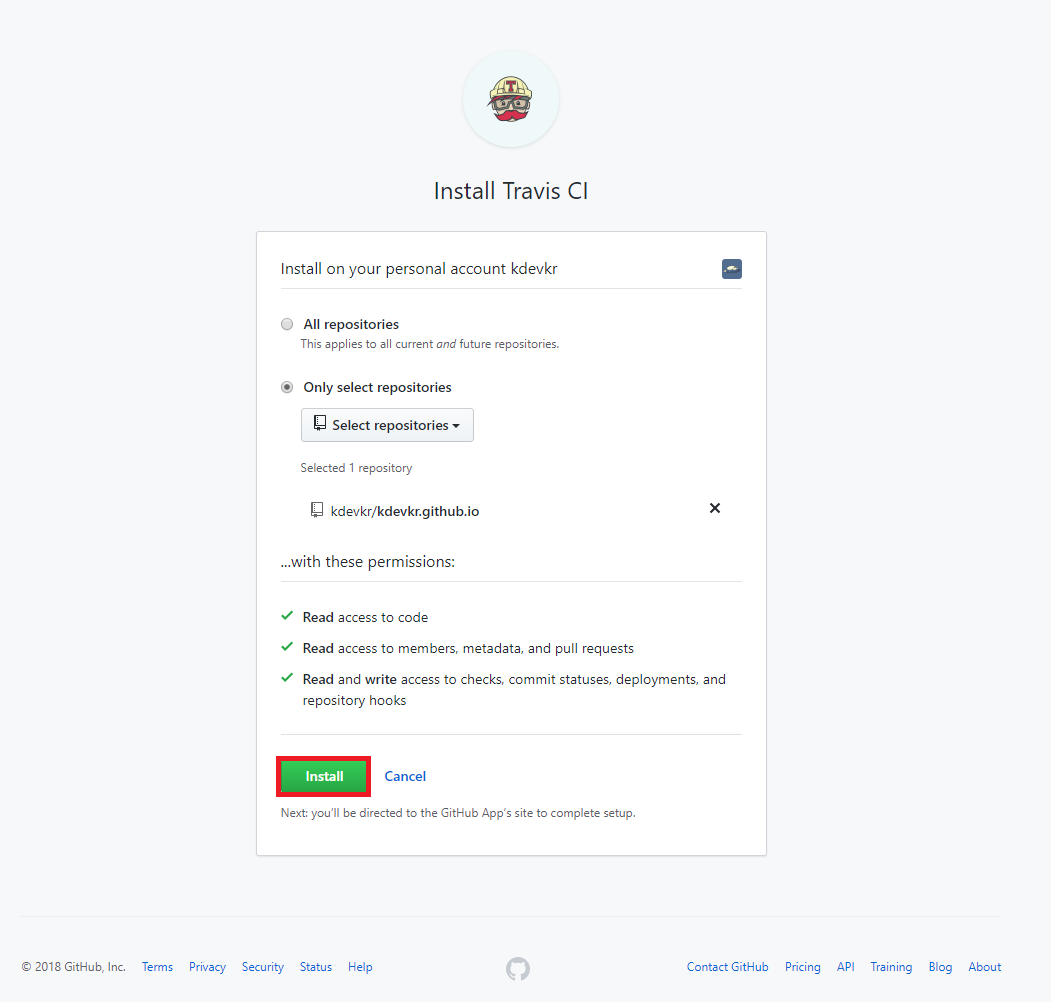 T
Install Travis CI
Install on your personal account kdevkr
All repositories
This applies to all current and future repositories.
Only select repositories
Select repositories
Selected 1 repository
kdevkr/kdevkr.github.io
...with these permissions:
Read access to code
Read access to members, metadata, and pull requests
Read and write access to checks, commit statuses, deployments, and
repository hooks
Install Cancel
Next: you'll be directed to the GitHub App's site to complete setup.
© 2018 GitHub, Inc. Terms Privacy Security Status Help Contact GitHub Pricing API Training Blog About